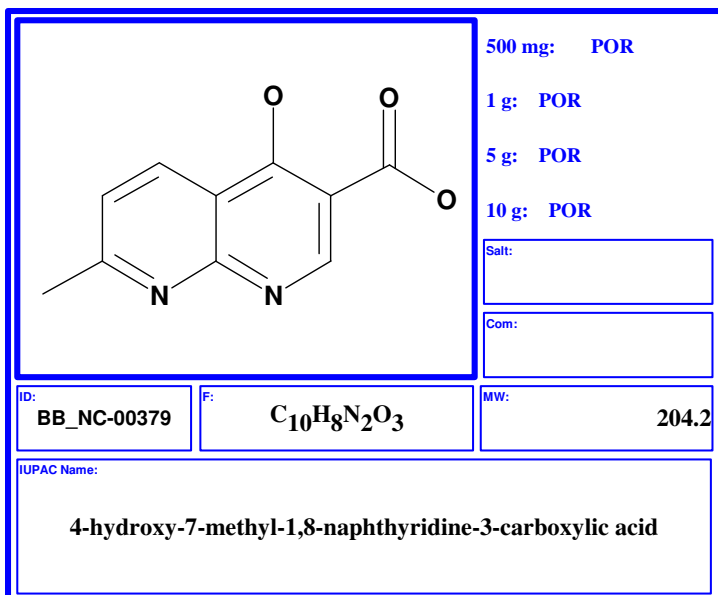 O
O
O
N
N
500 mg: POR
1 g: POR
5 g: POR
10 g: POR
Salt:
Com:
ID:
BB_NC-00379
F:
C10H8N2O3
MW:
204.2
IUPAC Name:
4-hydroxy-7-methyl-1,8-naphthyridine-3-carboxylic acid